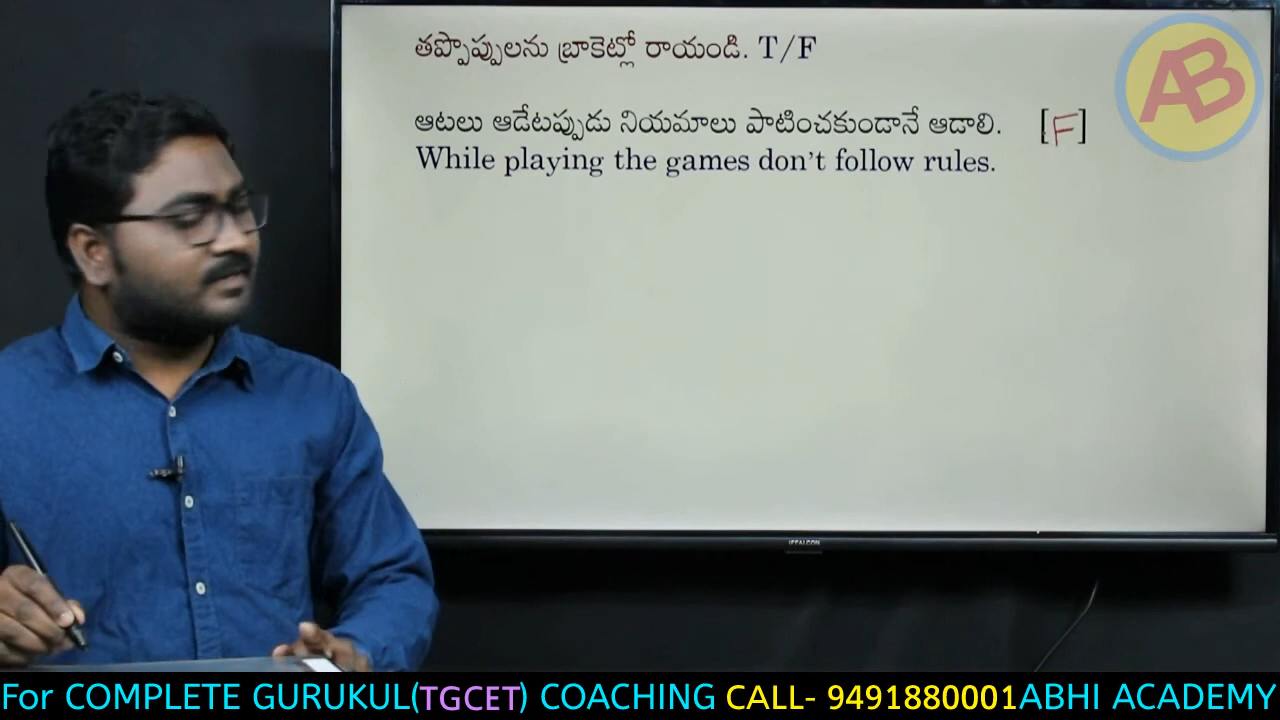 తప్పొప్పులను బ్రాకెట్లో రాయండి. T/F
AB
ఆటలు ఆడేటప్పుడు నియమాలు పాటించకుండానే ఆడాలి. [F]
While playing the games don't follow rules.
IFFALCON
For COMPLETE GURUKUL(TGCET) COACHING CALL- 9491880001ABHI ACADEMY